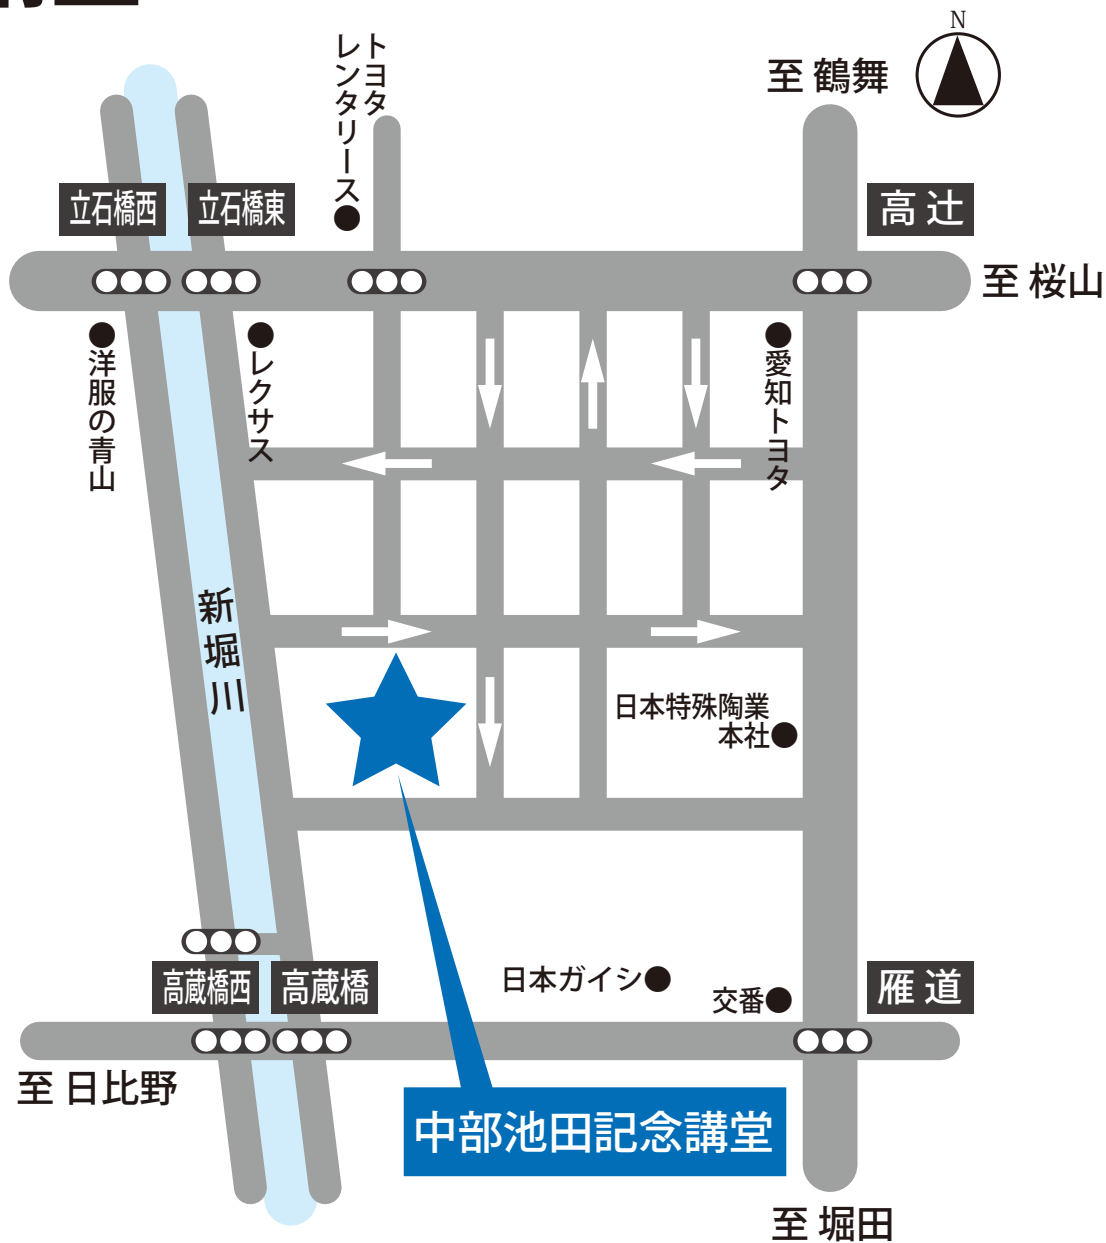 N
至 鶴舞
トヨタ
レンタリース
立石橋西
立石橋東
高辻
至 桜山
洋服の青山
レクサス
愛知トヨタ
新堀川
日本特殊陶業
本社
日本ガイシ
交番
高蔵橋西
高蔵橋
雁道
至 日比野
中部池田記念講堂
至 堀田